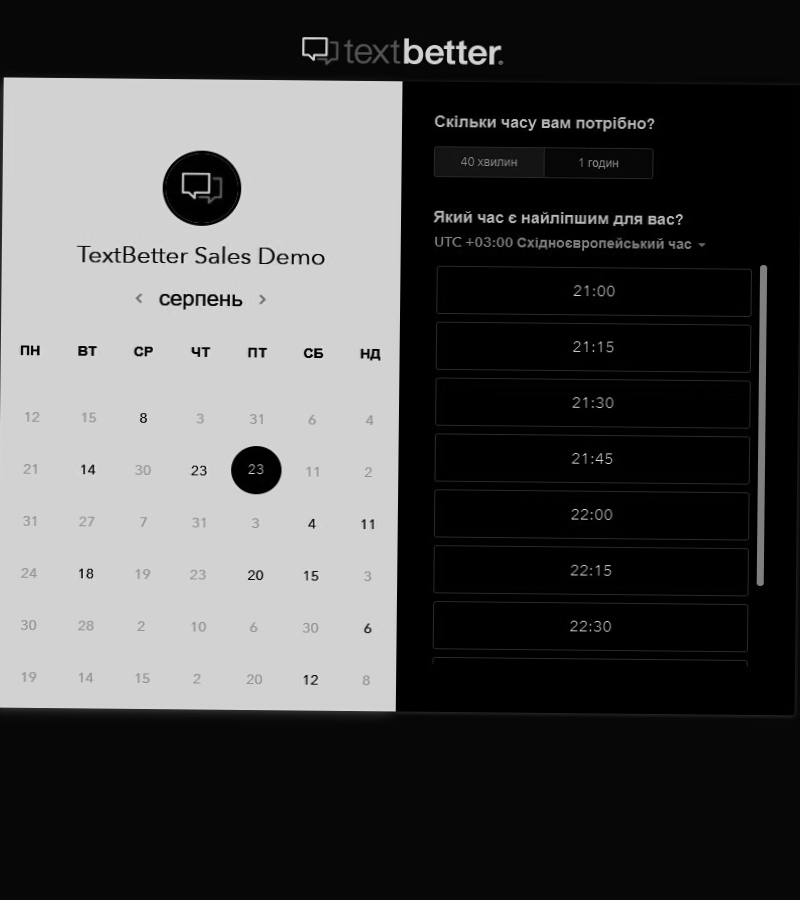 textbetter.
TextBetter Sales Demo
серпень
ПН ВТ СР ЧТ ПТ СБ НД
12 15 8 3 31 6 4
21 14 30 23 23 11 2
31 27 7 31 3 4 11
24 18 19 23 20 15 3
30 28 2 10 6 30 6
19 14 15 2 20 12 8
Скільки часу вам потрібно?
40 хвилин 1 годин
Який час є найліпшим для вас?
UTC +03:00 Східноєвропейський час
21:00
21:15
21:30
21:45
22:00
22:15
22:30